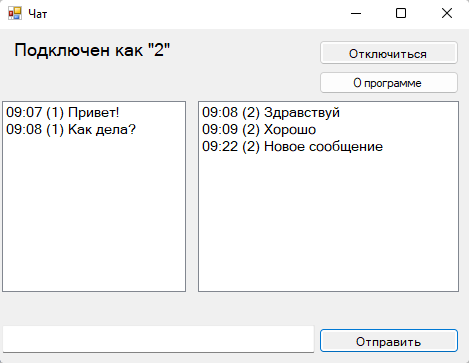 Чат
Подключен как "2"
Отключиться
О программе
09:07 (1) Привет!
09:08 (1) Как дела?
09:08 (2) Здравствуй
09:09 (2) Хорошо
09:22 (2) Новое сообщение
Отправить